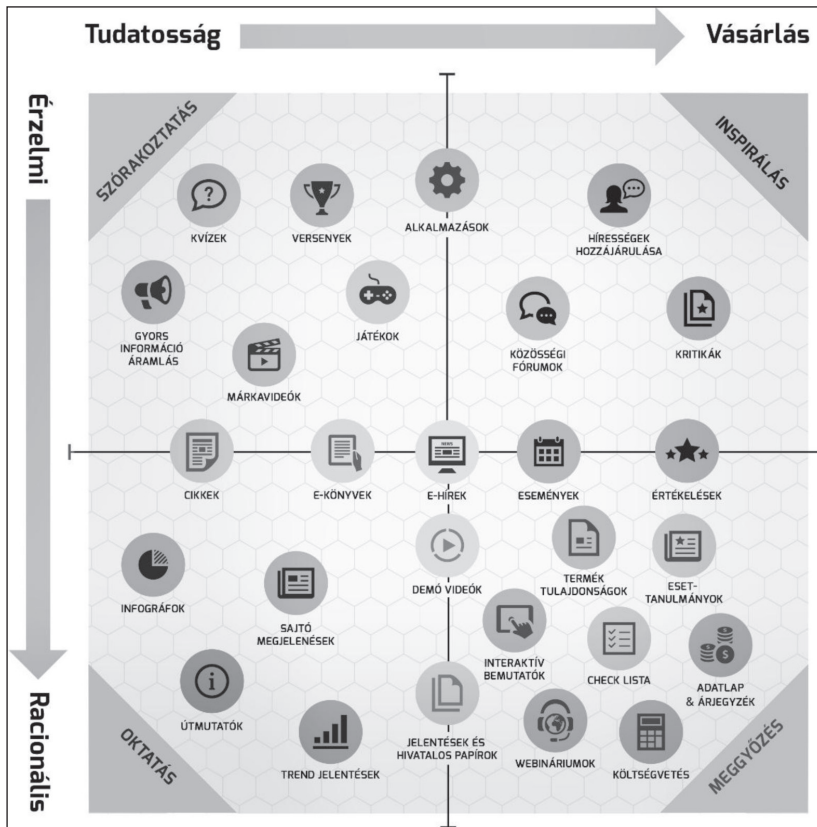 Tudatosság
Vásárlás
Érzelmi
Racionális
SZÓRAKOZTATÁS
INSPIRÁLÁS
KVÍZEK
VERSENYEK
ALKALMAZÁSOK
HÍRESSÉGEK
HOZZÁJÁRULÁSA
GYORS
INFORMÁCIÓ
ÁRAMLÁS
JÁTÉKOK
KÖZÖSSÉGI
FÓRUMOK
KRITIKÁK
MÁRKAVIDEÓK
NEWS
CIKKEK
E-KÖNYVEK
E-HÍREK
ESEMÉNYEK
ÉRTÉKELÉSEK
INFOGRÁFOK
SAJTÓ
MEGJELENÉSEK
DEMÓ VIDEÓK
TERMÉK
TULAJDONSÁGOK
ESET-
TANULMÁNYOK
INTERAKTÍV
BEMUTATÓK
CHECK LISTA
ADATLAP
& ÁRJEGYZÉK
ÚTMUTATÓK
TREND JELENTÉSEK
JELENTÉSEK ÉS
HIVATALOS PAPÍROK
WEBINÁRIUMOK
KÖLTSÉGVETÉS
OKTATÁS
MEGGYŐZÉS